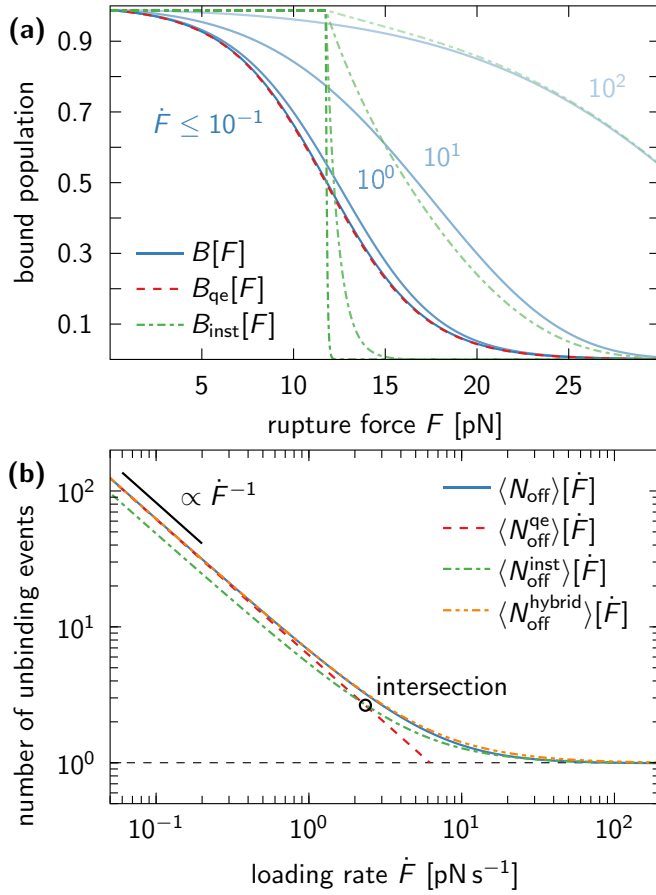 (a)
0.9
0.7
0.5
0.3
0.1
bound population
Ḟ ≤ 10⁻¹
10⁰
10¹
10²
B[F]
B_qe[F]
B_inst[F]
5 10 15 20 25
rupture force F [pN]
(b)
10²
10¹
10⁰
number of unbinding events
∝ Ḟ⁻¹
⟨N_off⟩[Ḟ]
⟨N_off^qe⟩[Ḟ]
⟨N_off^inst⟩[Ḟ]
⟨N_off^hybrid⟩[Ḟ]
intersection
10⁻¹ 10⁰ 10¹ 10²
loading rate Ḟ [pN s⁻¹]